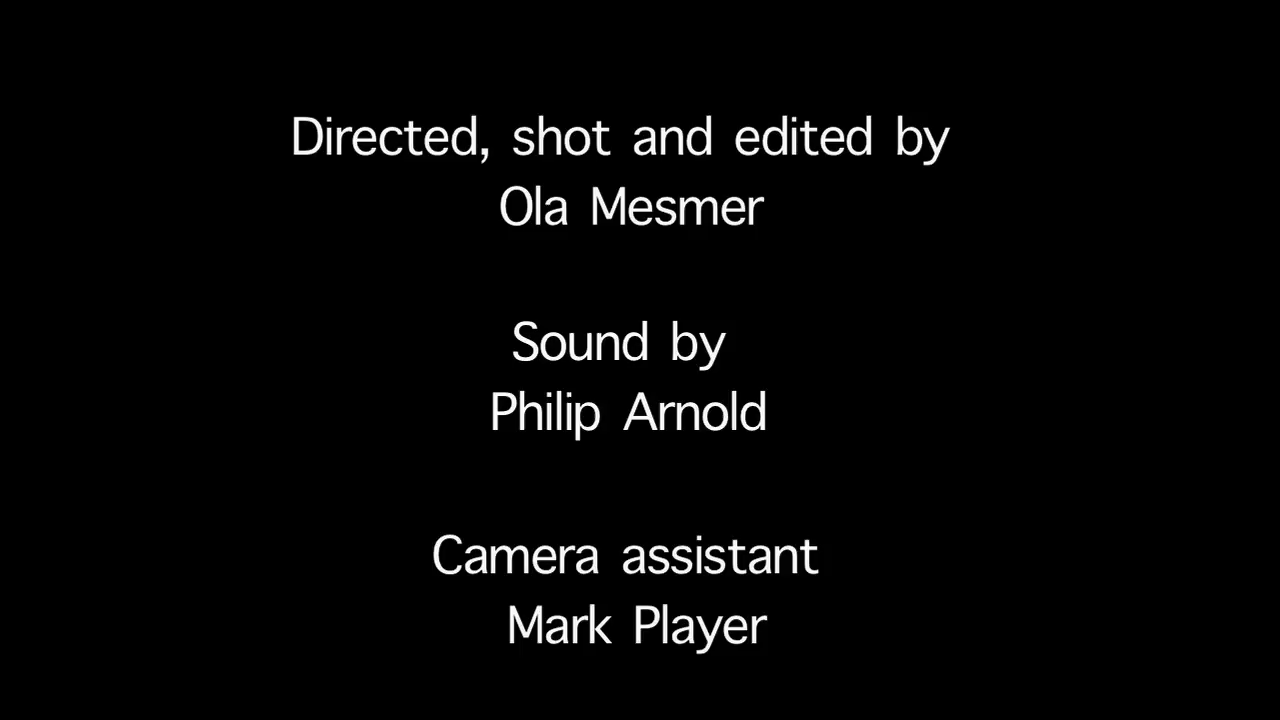 Directed, shot and edited by
Ola Mesmer
Sound by
Philip Arnold
Camera assistant
Mark Player